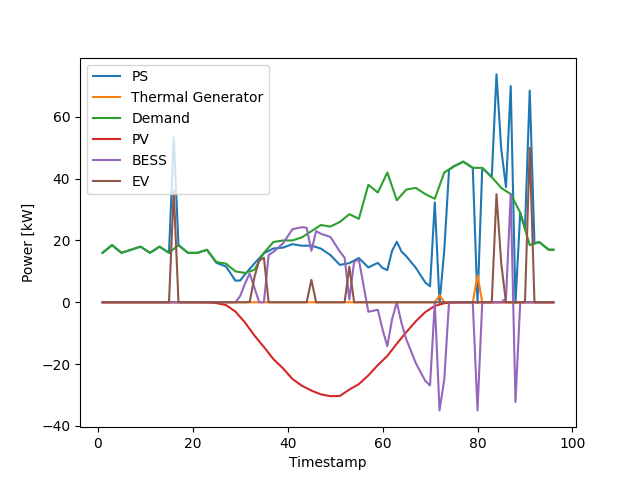 PS
Thermal Generator
Demand
PV
BESS
EV
Power [kW]
60
40
20
0
−20
−40
0
20
40
60
80
100
Timestamp